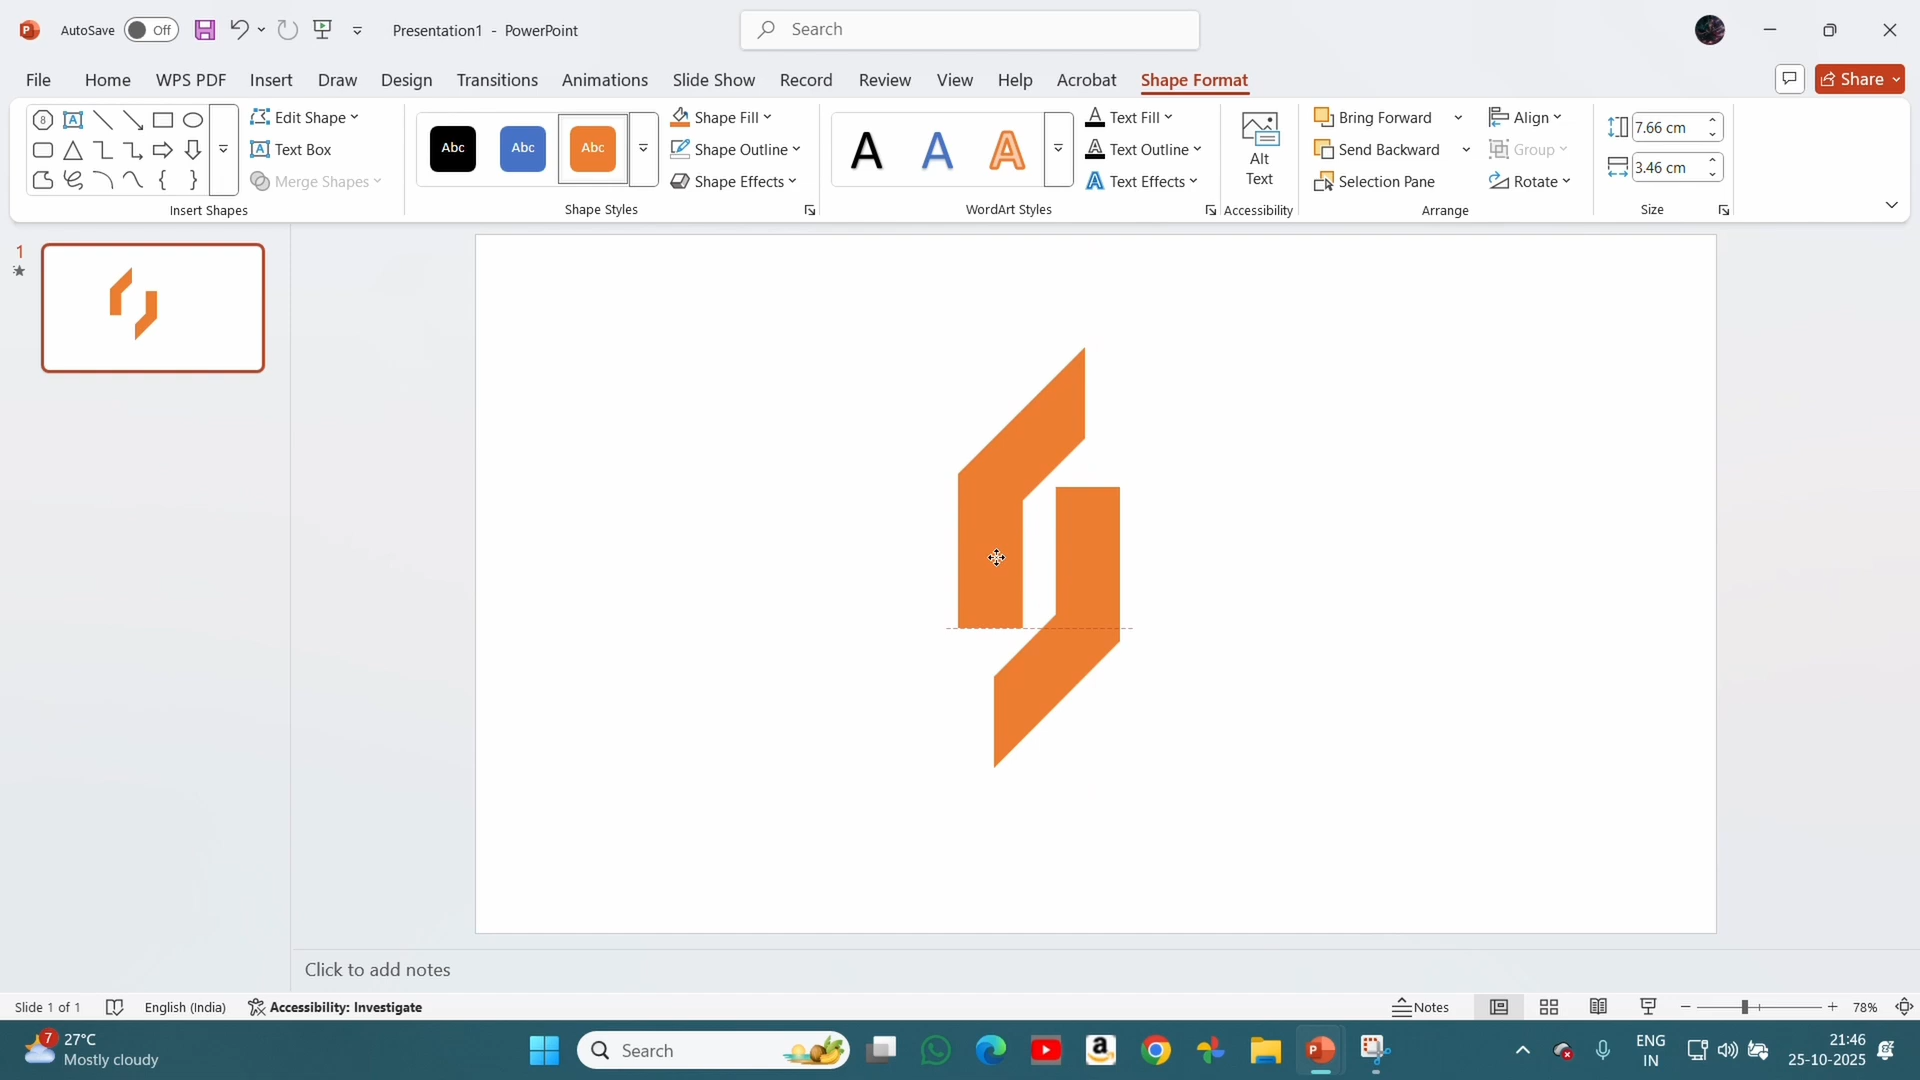 AutoSave Off Presentation1 - PowerPoint Search
File Home WPS PDF Insert Draw Design Transitions Animations Slide Show Record Review View Help Acrobat Shape Format Share
Edit Shape
Text Box
Merge Shapes
Insert Shapes
Abc Abc Abc
Shape Fill
Shape Outline
Shape Effects
Shape Styles
A A A
Text Fill
Text Outline
Text Effects
WordArt Styles
Alt
Text
Accessibility
Bring Forward
Send Backward
Selection Pane
Align
Group
Rotate
Arrange
7.66 cm
3.46 cm
Size
1
Click to add notes
Slide 1 of 1 English (India) Accessibility: Investigate Notes 78%
7 27°C
Mostly cloudy
Search
ENG
IN
21:46
25-10-2025